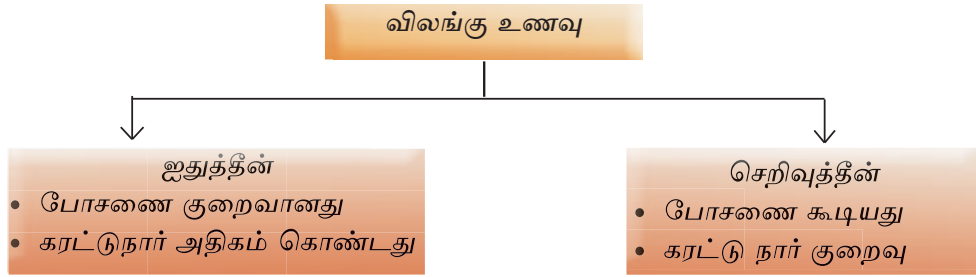 விலங்கு உணவு
ஐதுத்தீன்
• போசணை குறைவானது
• கரட்டுநார் அதிகம் கொண்டது
செறிவுத்தீன்
• போசணை கூடியது
• கரட்டு நார் குறைவு